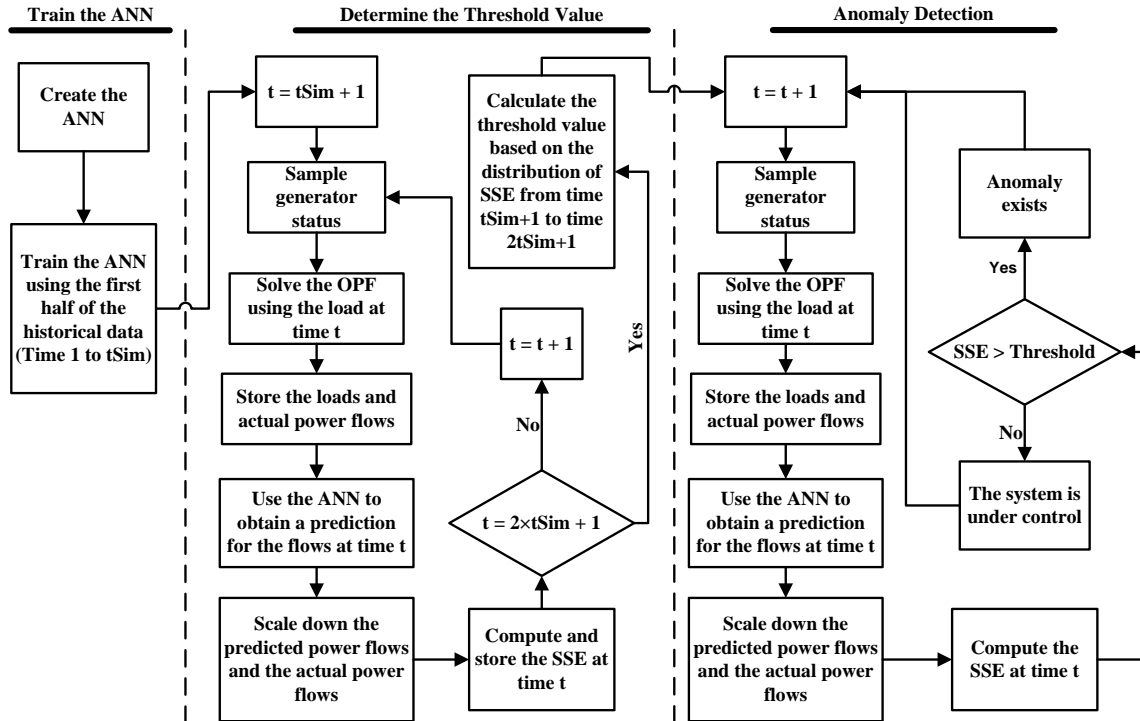 Train the ANN
Create the
ANN
Train the ANN
using the first
half of the
historical data
(Time 1 to tSim)
Determine the Threshold Value
t = tSim + 1
Sample
generator
status
Solve the OPF
using the load at
time t
Store the loads and
actual power flows
Use the ANN to
obtain a prediction
for the flows at time t
Scale down the
predicted power flows
and the actual power
flows
Compute and
store the SSE at
time t
t = 2×tSim + 1
No
t = t + 1
Yes
Calculate the
threshold value
based on the
distribution of
SSE from time
tSim+1 to time
2tSim+1
Anomaly Detection
t = t + 1
Sample
generator
status
Solve the OPF
using the load at
time t
Store the loads and
actual power flows
Use the ANN to
obtain a prediction
for the flows at time t
Scale down the
predicted power flows
and the actual power
flows
Compute the
SSE at time t
SSE > Threshold
Yes
Anomaly
exists
No
The system is
under control